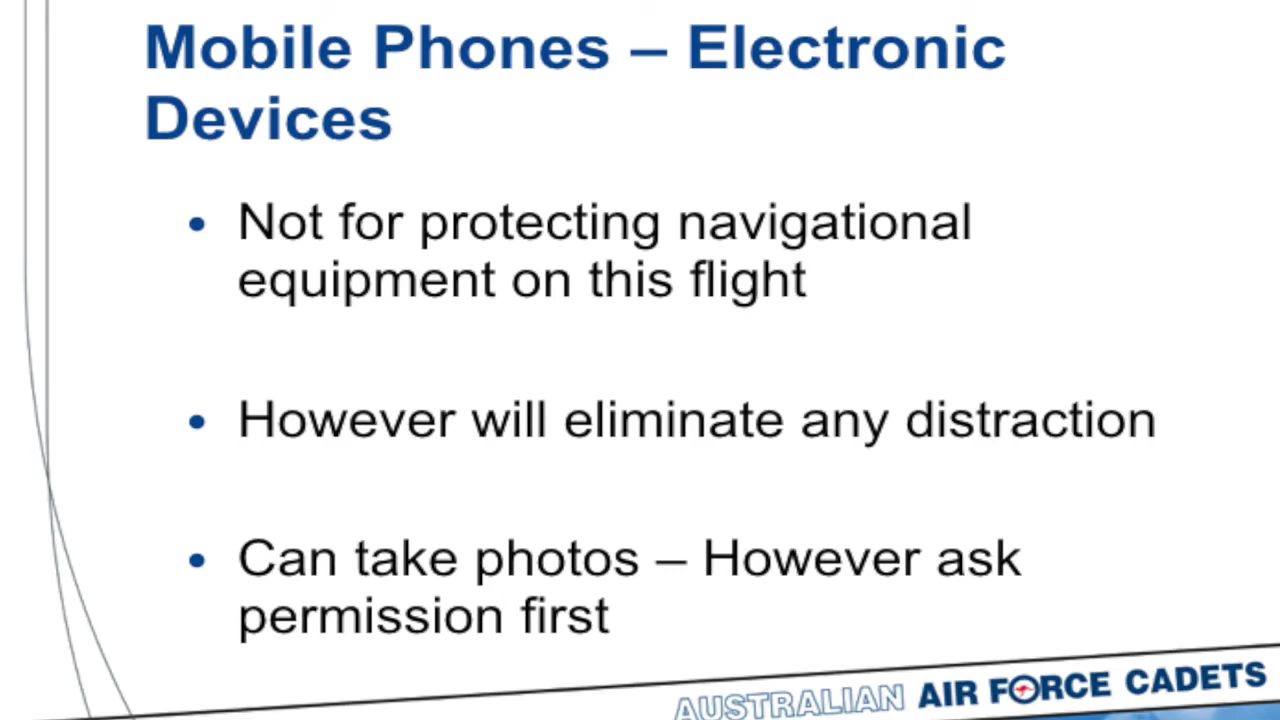 Mobile Phones – Electronic
Devices
• Not for protecting navigational
equipment on this flight
• However will eliminate any distraction
• Can take photos – However ask
permission first
AUSTRALIAN AIR FORCE CADETS